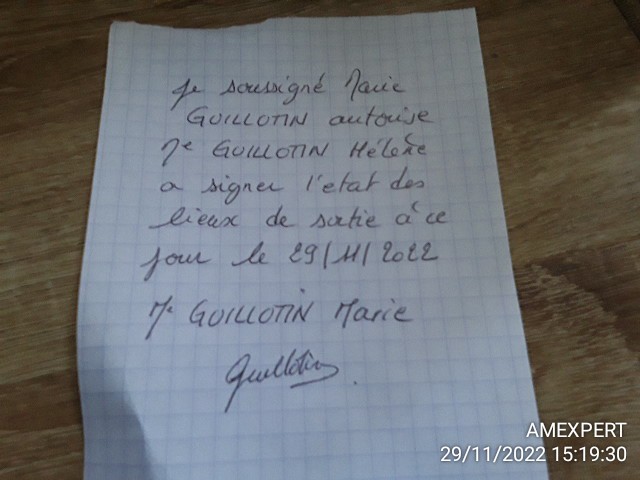 Je soussigné Marie
GUILLOTIN autorise
Me GUILLOTIN Hélène
a signer l'etat des
lieux de sortie à ce
jour le 29/11/2022
Me GUILLOTIN Marie
Guillotin
AMEXPERT
29/11/2022 15:19:30